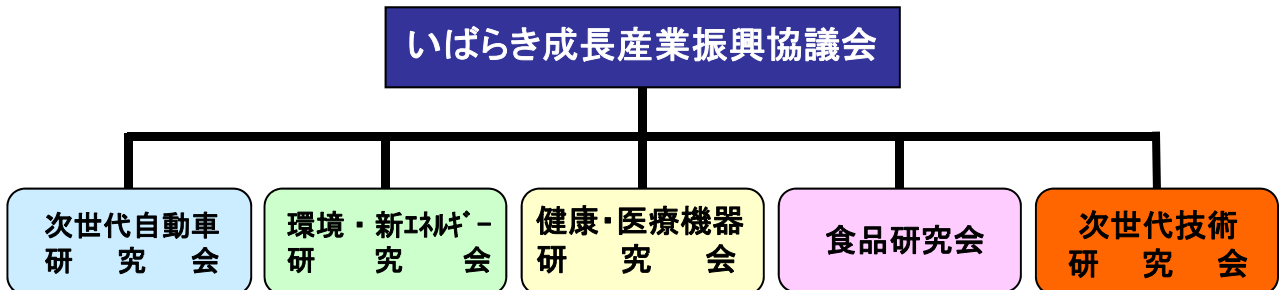 いばらき成長産業振興協議会
次世代自動車
研究会
環境・新ｴﾈﾙｷﾞｰ
研究会
健康・医療機器
研究会
食品研究会
次世代技術
研究会